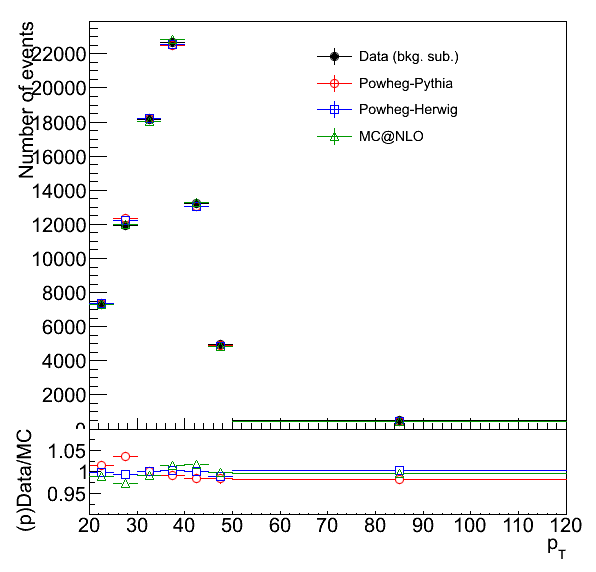 Number of events
22000
20000
18000
16000
14000
12000
10000
8000
6000
4000
2000
0
Data (bkg. sub.)
Powheg-Pythia
Powheg-Herwig
MC@NLO
(p)Data/MC
1.05
1
0.95
20 30 40 50 60 70 80 90 100 110 120
pT